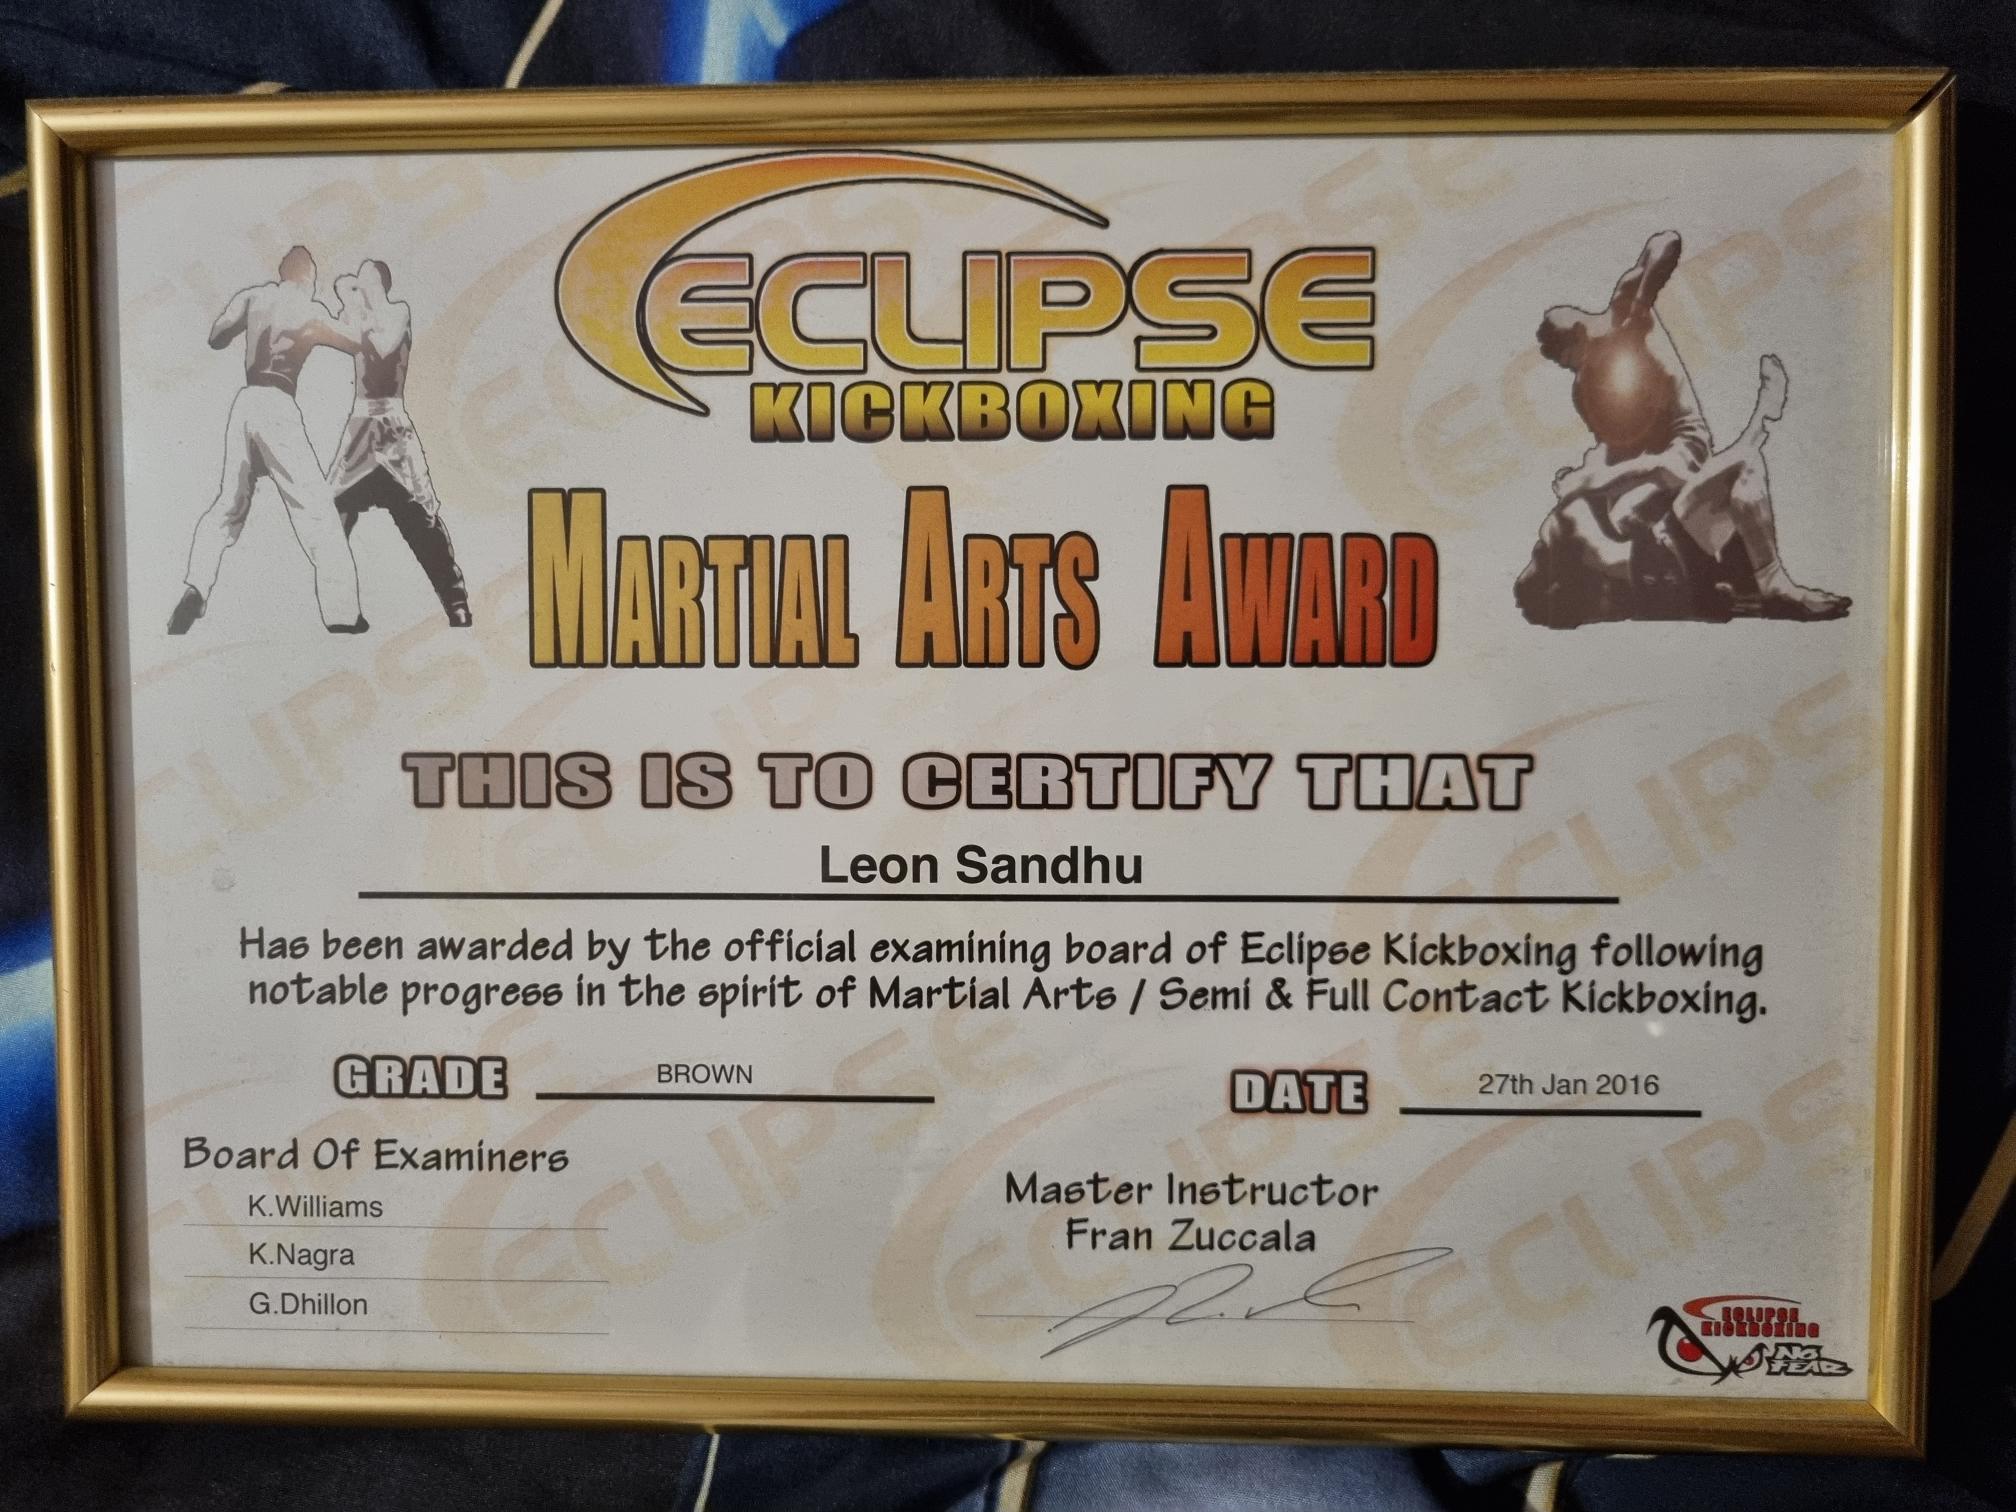 ECLIPSE
KICKBOXING
MARTIAL ARTS AWARD
THIS IS TO CERTIFY THAT
Leon Sandhu
Has been awarded by the official examining board of Eclipse Kickboxing following
notable progress in the spirit of Martial Arts / Semi & Full Contact Kickboxing.
GRADE BROWN
DATE 27th Jan 2016
Board Of Examiners
K.Williams
K.Nagra
G.Dhillon
Master Instructor
Fran Zuccala
ECLIPSE
KICKBOXING